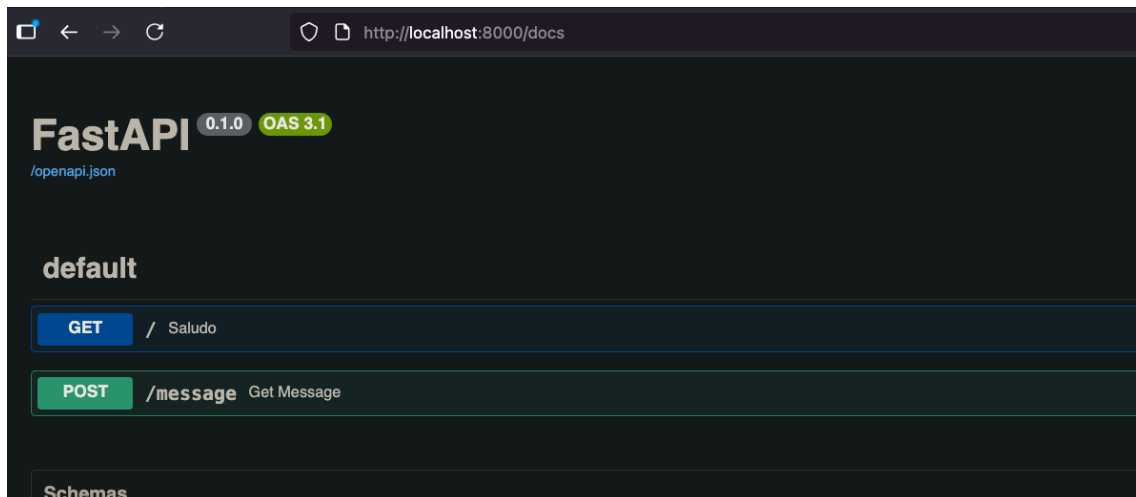 http://localhost:8000/docs
FastAPI 0.1.0 OAS 3.1
/openapi.json
default
GET / Saludo
POST /message Get Message
Schemas